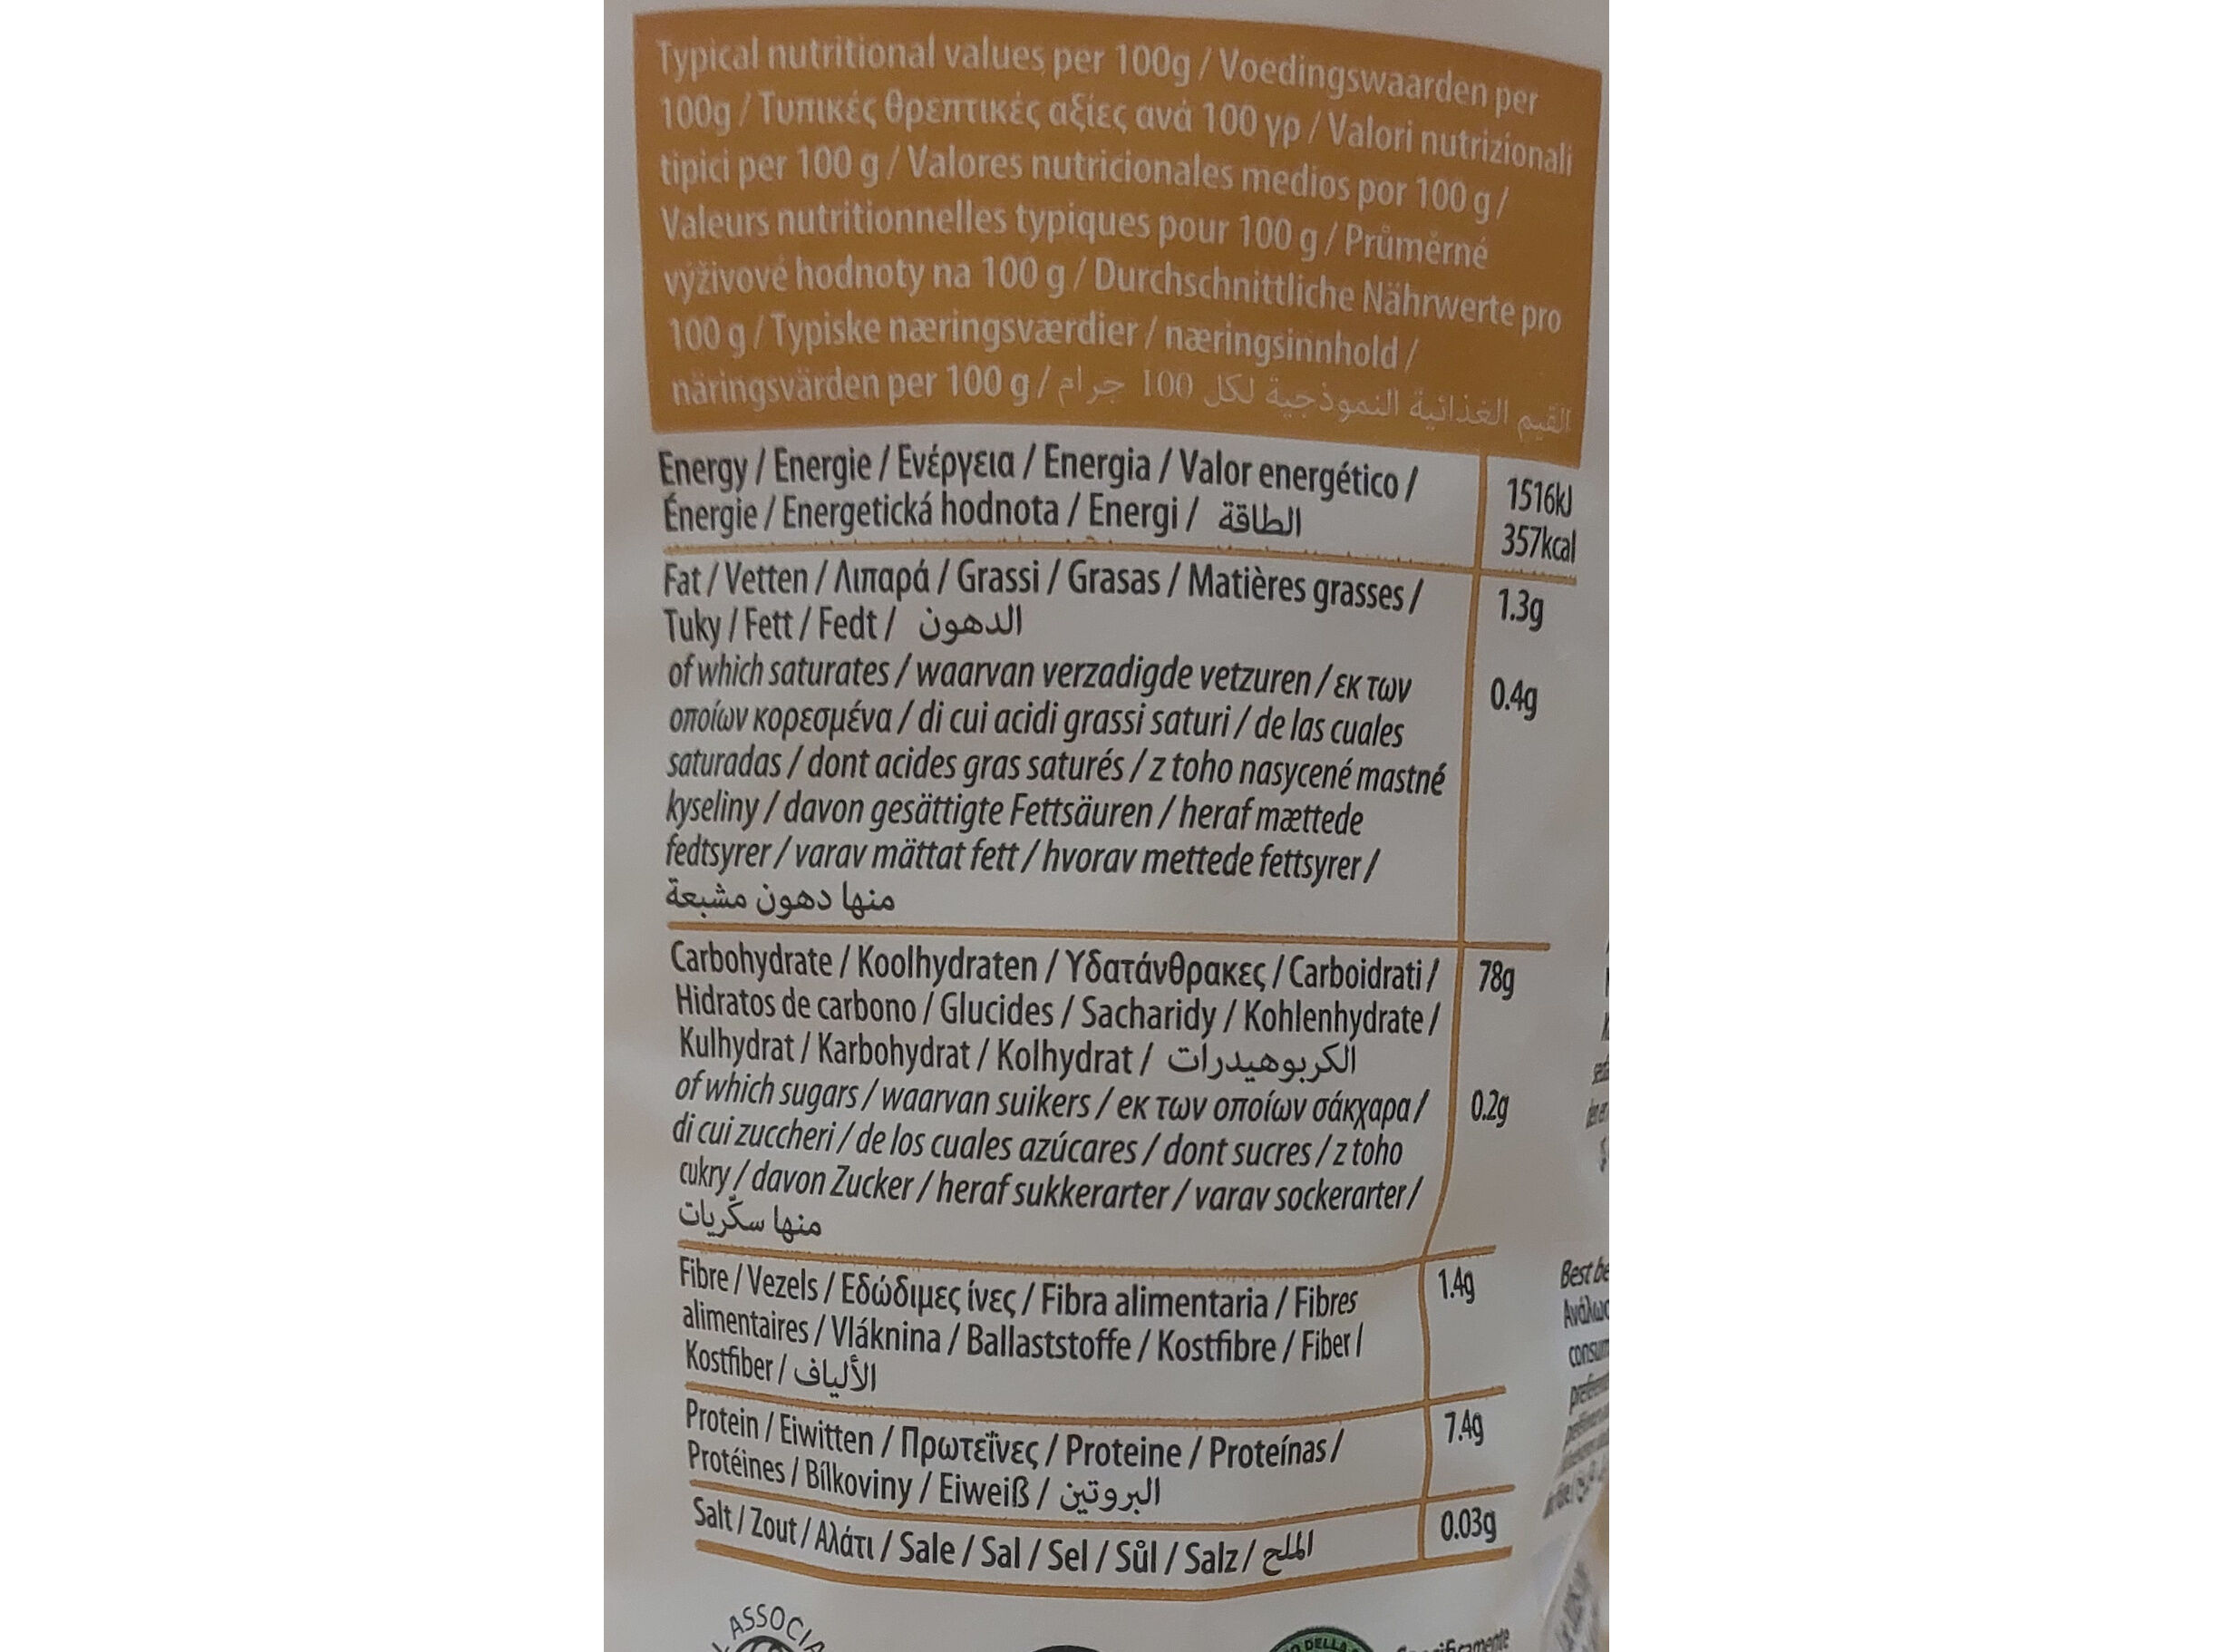 Typical nutritional values per 100g / Voedingswaarden per
100g / Τυπικές θρεπτικές αξίες ανά 100 γρ / Valori nutrizionali
tipici per 100 g / Valores nutricionales medios por 100 g /
Valeurs nutritionnelles typiques pour 100 g / Průměrné
výživové hodnoty na 100 g / Durchschnittliche Nährwerte pro
100 g / Typiske næringsværdier / næringsinnhold /
näringsvärden per 100 g / القيم الغذائية النموذجية لكل 100 جرام
Energy / Energie / Ενέργεια / Energia / Valor energético / 1516kJ
Énergie / Energetická hodnota / Energi / الطاقة 357kcal
Fat / Vetten / Λιπαρά / Grassi / Grasas / Matières grasses / 1.3g
Tuky / Fett / Fedt / الدهون
of which saturates / waarvan verzadigde vetzuren / εκ των 0.4g
οποίων κορεσμένα / di cui acidi grassi saturi / de las cuales
saturadas / dont acides gras saturés / z toho nasycené mastné
kyseliny / davon gesättigte Fettsäuren / heraf mættede
fedtsyrer / varav mättat fett / hvorav mettede fettsyrer /
منها دهون مشبعة
Carbohydrate / Koolhydraten / Υδατάνθρακες / Carboidrati / 78g
Hidratos de carbono / Glucides / Sacharidy / Kohlenhydrate /
Kulhydrat / Karbohydrat / Kolhydrat / الكربوهيدرات
of which sugars / waarvan suikers / εκ των οποίων σάκχαρα / 0.2g
di cui zuccheri / de los cuales azúcares / dont sucres / z toho
cukry / davon Zucker / heraf sukkerarter / varav sockerarter /
منها سكّريات
Fibre / Vezels / Εδώδιμες ίνες / Fibra alimentaria / Fibres 1.4g
alimentaires / Vláknina / Ballaststoffe / Kostfibre / Fiber /
Kostfiber / الألياف
Protein / Eiwitten / Πρωτεΐνες / Proteine / Proteínas / 7.4g
Protéines / Bílkoviny / Eiweiß / البروتين
Salt / Zout / Αλάτι / Sale / Sal / Sel / Sůl / Salz / الملح 0.03g
Best be
ASSOCIA
DELLA